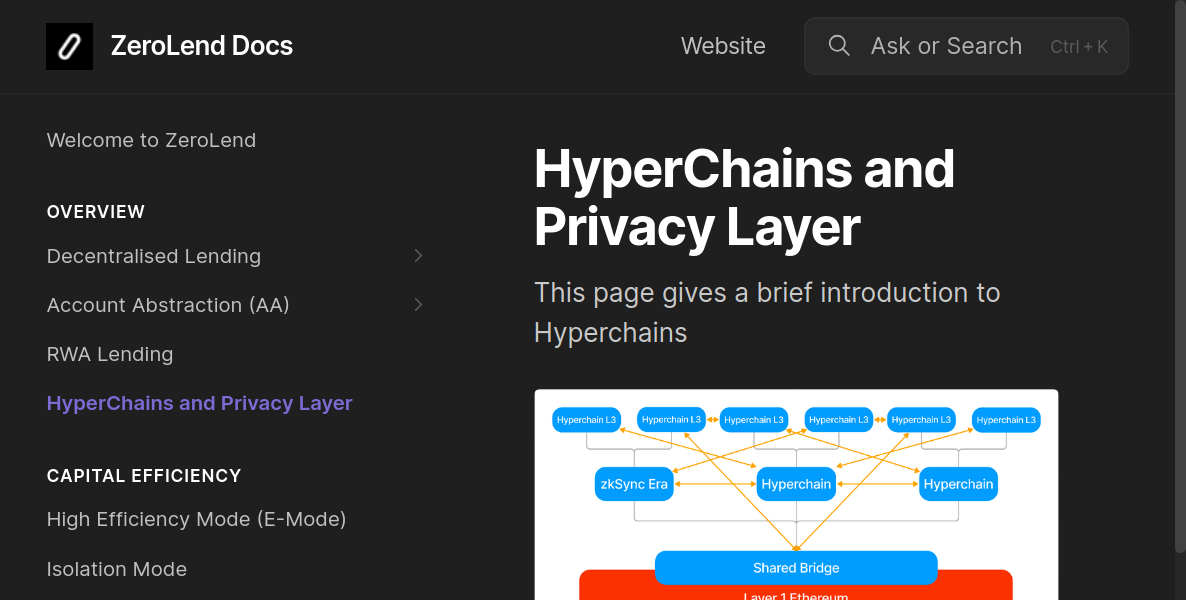 ZeroLend Docs
Website
Ask or Search
Ctrl + K
Welcome to ZeroLend
OVERVIEW
Decentralised Lending
Account Abstraction (AA)
RWA Lending
HyperChains and Privacy Layer
CAPITAL EFFICIENCY
High Efficiency Mode (E-Mode)
Isolation Mode
HyperChains and
Privacy Layer
This page gives a brief introduction to
Hyperchains
Hyperchain L3 Hyperchain L3 Hyperchain L3 Hyperchain L3 Hyperchain L3 Hyperchain L3
zkSync Era Hyperchain Hyperchain
Shared Bridge
Layer 1 Ethereum